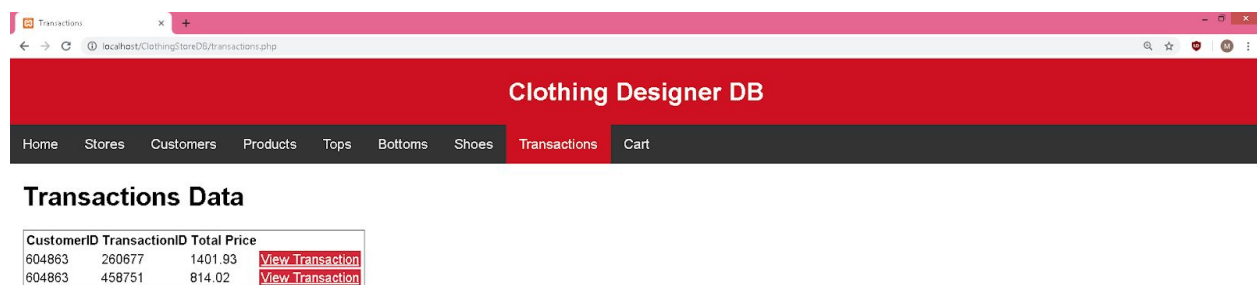 Transactions
localhost/ClothingStoreDB/transactions.php
M
Clothing Designer DB
Home Stores Customers Products Tops Bottoms Shoes Transactions Cart
Transactions Data
CustomerID TransactionID Total Price
604863 260677 1401.93 View Transaction
604863 458751 814.02 View Transaction